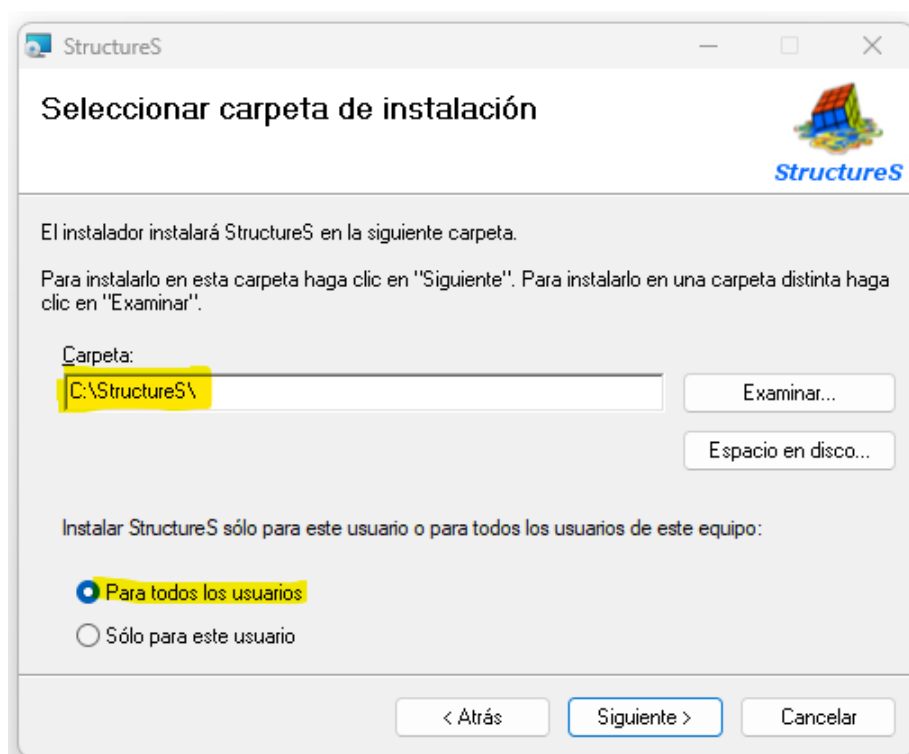 StructureS
Seleccionar carpeta de instalación
StructureS
El instalador instalará StructureS en la siguiente carpeta.
Para instalarlo en esta carpeta haga clic en "Siguiente". Para instalarlo en una carpeta distinta haga
clic en "Examinar".
Carpeta:
C:\StructureS\
Examinar...
Espacio en disco...
Instalar StructureS sólo para este usuario o para todos los usuarios de este equipo:
Para todos los usuarios
Sólo para este usuario
< Atrás
Siguiente >
Cancelar